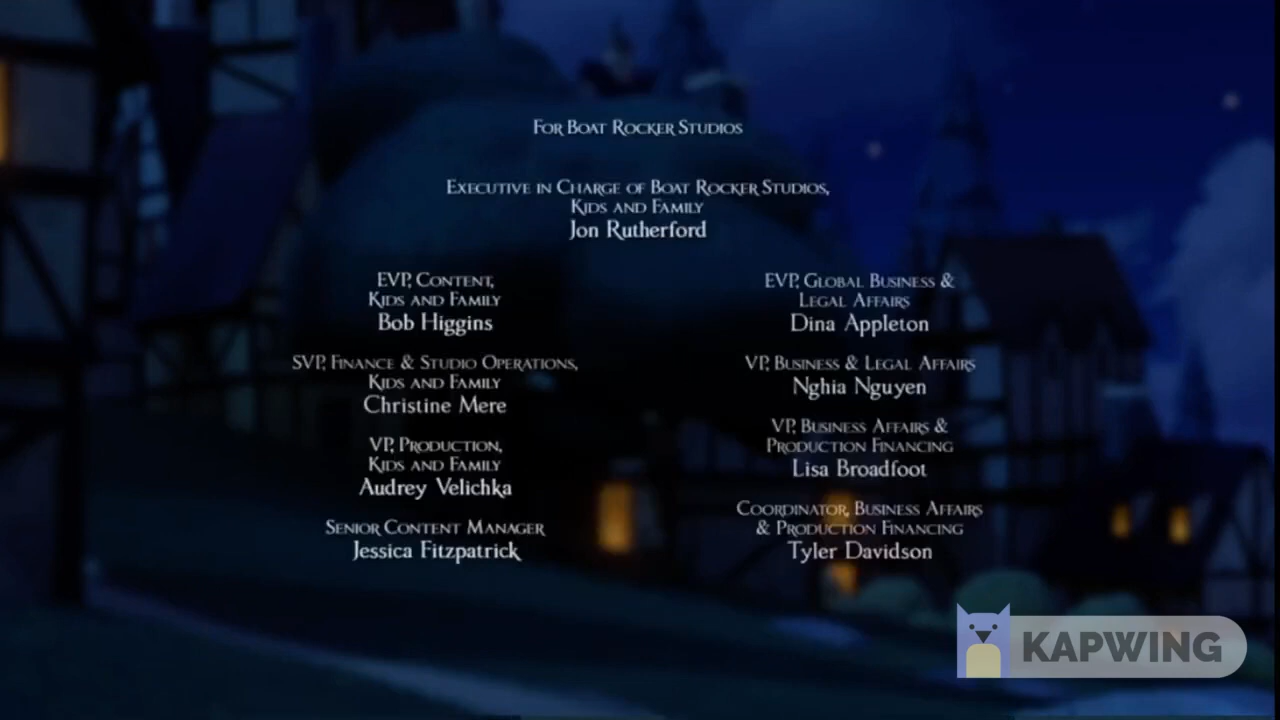 For Boat Rocker Studios
Executive in Charge of Boat Rocker Studios,
Kids and Family
Jon Rutherford
EVP, Content,
Kids and Family
Bob Higgins
SVP, Finance & Studio Operations,
Kids and Family
Christine Mere
VP, Production,
Kids and Family
Audrey Velichka
Senior Content Manager
Jessica Fitzpatrick
EVP, Global Business &
Legal Affairs
Dina Appleton
VP, Business & Legal Affairs
Nghia Nguyen
VP, Business Affairs &
Production Financing
Lisa Broadfoot
Coordinator, Business Affairs
& Production Financing
Tyler Davidson
KAPWING